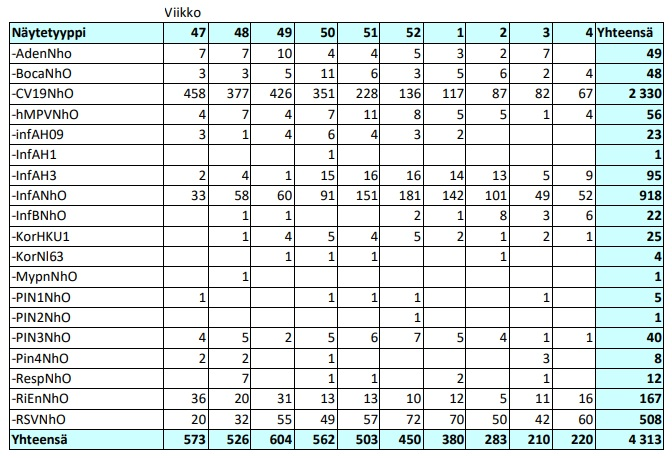 Viikko
Näytetyyppi 47 48 49 50 51 52 1 2 3 4 Yhteensä
-AdenNho 7 7 10 4 4 5 3 2 7 49
-BocaNhO 3 3 5 11 6 3 5 6 2 4 48
-CV19NhO 458 377 426 351 228 136 117 87 82 67 2 330
-hMPVNhO 4 7 4 7 11 8 5 5 1 4 56
-infAH09 3 1 4 6 4 3 2 23
-InfAH1 1 1
-InfAH3 2 4 1 15 16 16 14 13 5 9 95
-InfANhO 33 58 60 91 151 181 142 101 49 52 918
-InfBNhO 1 1 2 1 8 3 6 22
-KorHKU1 1 4 5 4 5 2 1 2 1 25
-KorNl63 1 1 1 1 4
-MypnNhO 1 1
-PIN1NhO 1 1 1 1 1 5
-PIN2NhO 1 1
-PIN3NhO 4 5 2 5 6 7 5 4 1 1 40
-Pin4NhO 2 2 1 3 8
-RespNhO 7 1 1 2 1 12
-RiEnNhO 36 20 31 13 13 10 12 5 11 16 167
-RSVNhO 20 32 55 49 57 72 70 50 42 60 508
Yhteensä 573 526 604 562 503 450 380 283 210 220 4 313